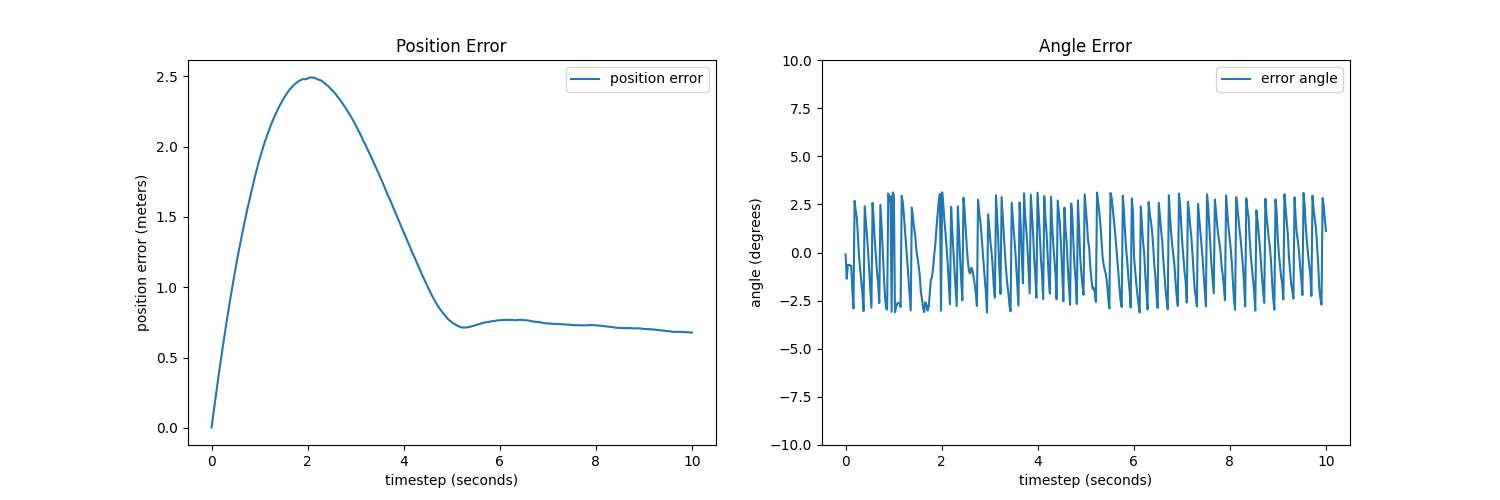 Position Error
position error
position error (meters)
2.5
2.0
1.5
1.0
0.5
0.0
0 2 4 6 8 10
timestep (seconds)
Angle Error
error angle
angle (degrees)
10.0
7.5
5.0
2.5
0.0
−2.5
−5.0
−7.5
−10.0
0 2 4 6 8 10
timestep (seconds)